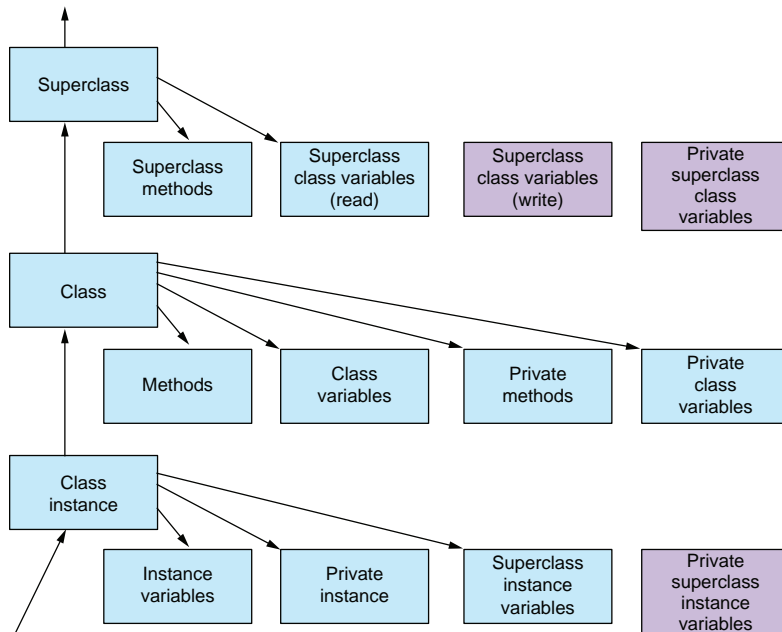 Superclass
Superclass
methods
Superclass
class variables
(read)
Superclass
class variables
(write)
Private
superclass
class
variables
Class
Methods
Class
variables
Private
methods
Private
class
variables
Class
instance
Instance
variables
Private
instance
Superclass
instance
variables
Private
superclass
instance
variables